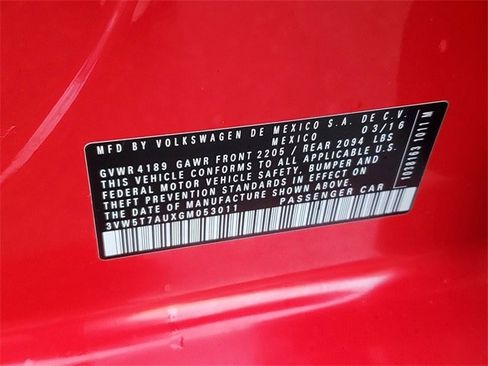 MFD BY VOLKSWAGEN DE MEXICO S.A. DE C.V.
MEXICO 03/16
GVWR 4189 GAWR FRONT 2205 / REAR 2094 LBS
THIS VEHICLE CONFORMS TO ALL APPLICABLE U.S.
FEDERAL MOTOR VEHICLE SAFETY, BUMPER AND
THEFT PREVENTION STANDARDS IN EFFECT ON
THE DATE OF MANUFACTURE SHOWN ABOVE.
3VW5T7AUXGM053011 PASSENGER CAR